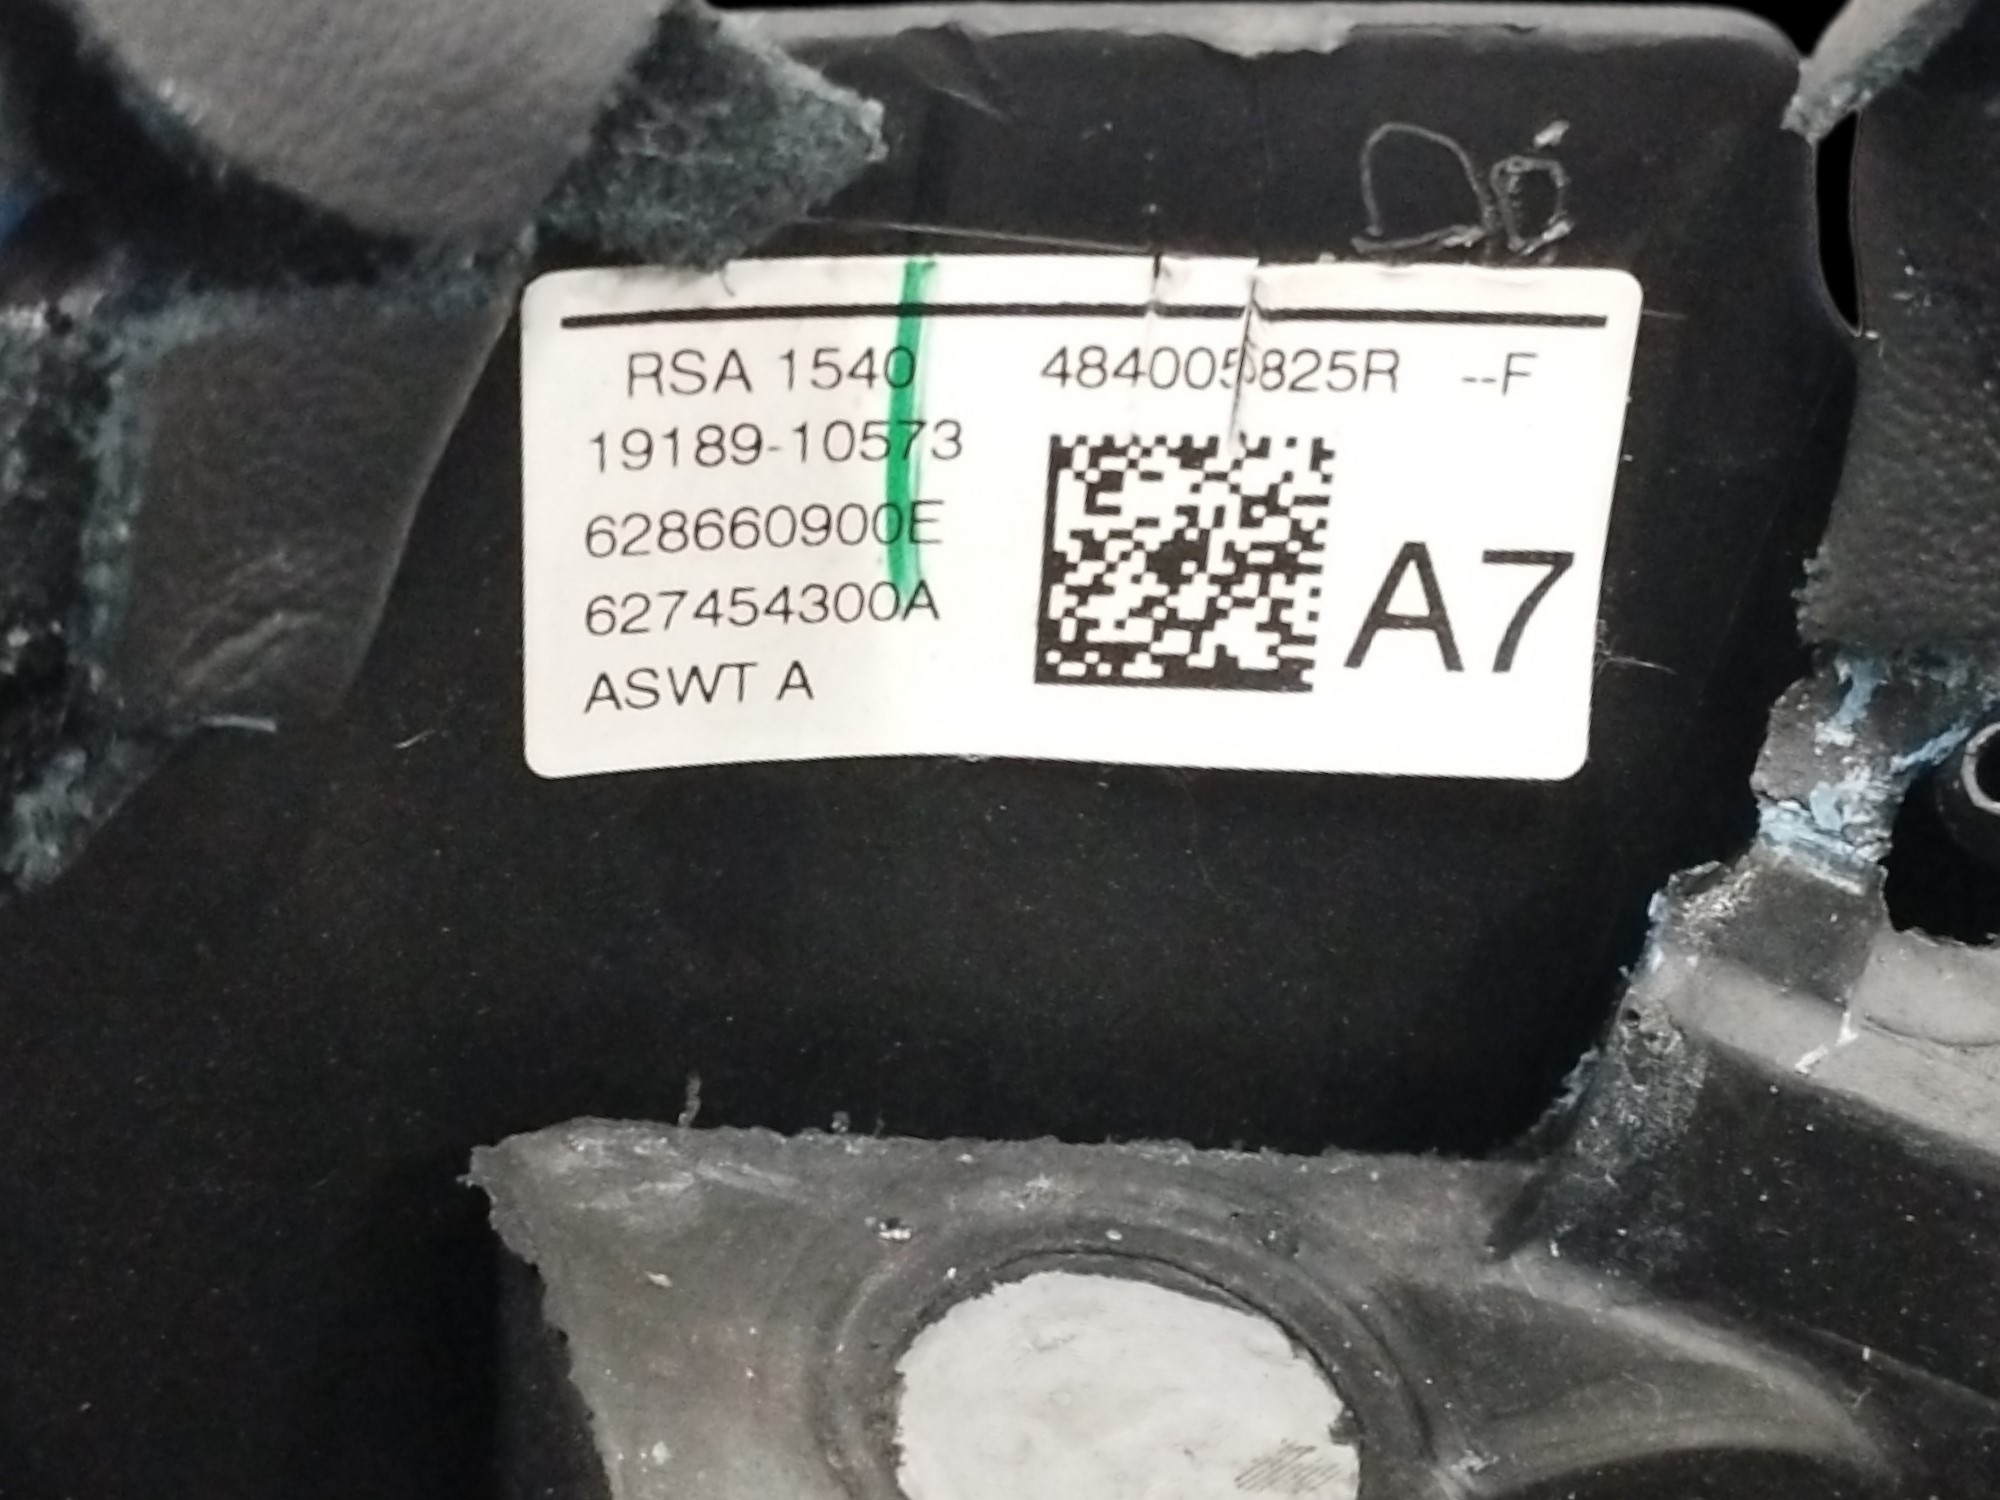 RSA 1540 484005825R --F
19189-10573
628660900E
627454300A
ASWT A
A7